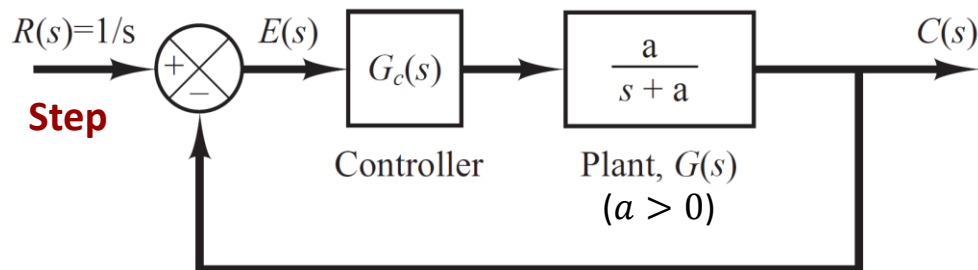 R(s)=1/s
+
−
E(s)
G_c(s)
a
s + a
C(s)
Step
Controller
Plant, G(s)
(a > 0)